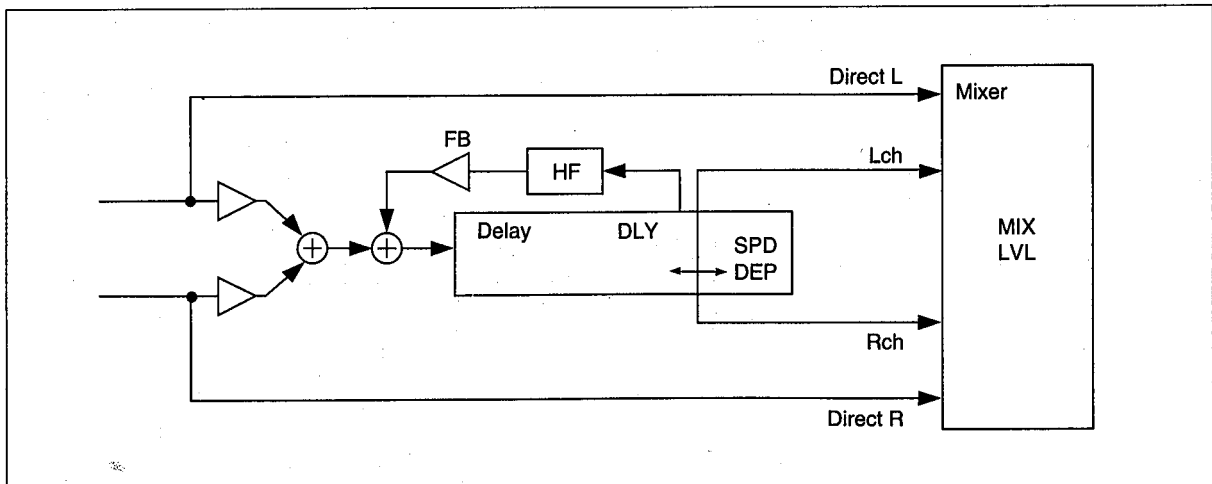 Direct L
Mixer
FB
HF
Lch
Delay
DLY
SPD
DEP
MIX
LVL
Rch
Direct R